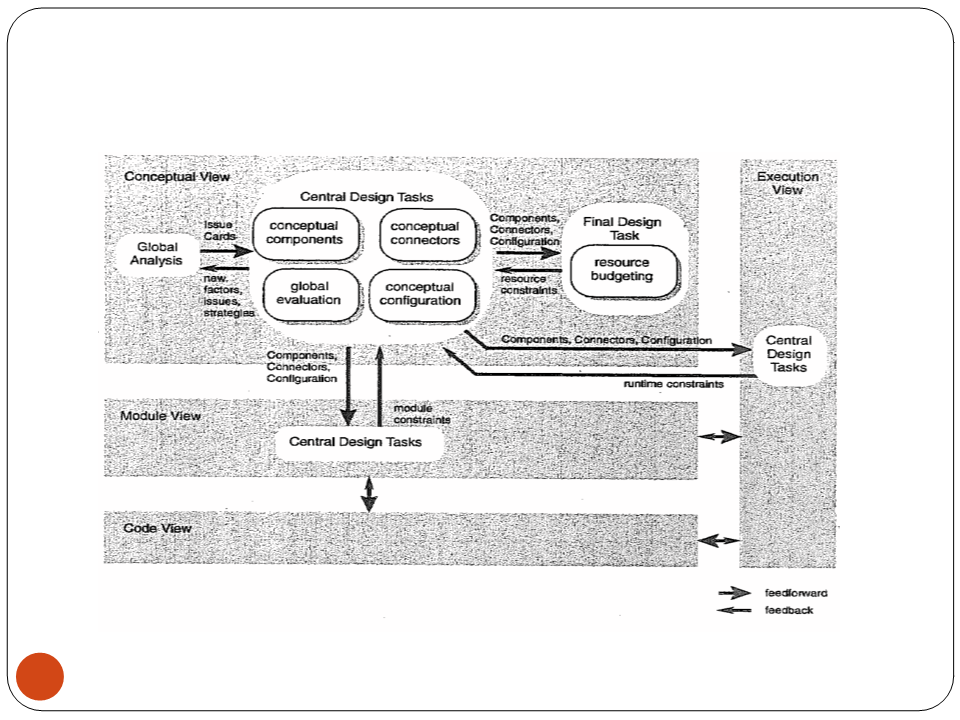 Conceptual View
Central Design Tasks
conceptual
components
conceptual
connectors
global
evaluation
conceptual
configuration
Issue
Cards
Global
Analysis
new
factors,
issues,
strategies
Components,
Connectors,
Configuration
resource
constraints
Final Design
Task
resource
budgeting
Execution
View
Components, Connectors, Configuration
runtime constraints
Central
Design
Tasks
Components,
Connectors,
Configuration
module
constraints
Module View
Central Design Tasks
Code View
feedforward
feedback